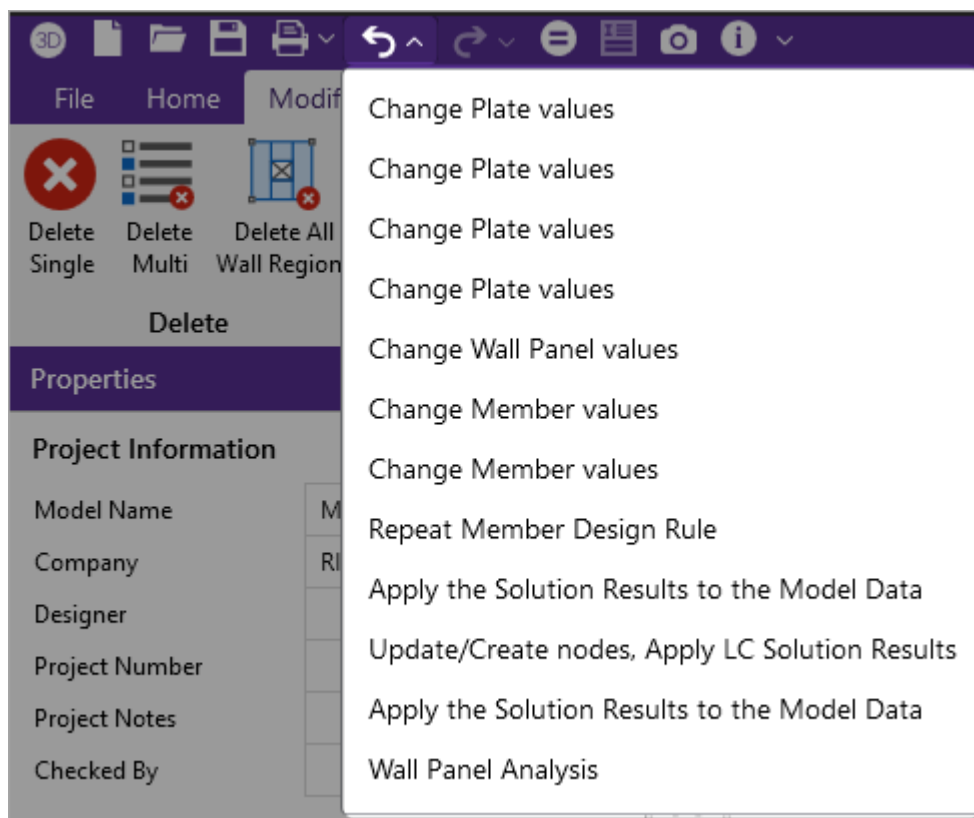 3D
File Home Modif
Delete Single
Delete Multi
Delete All Wall Region
Delete
Properties
Project Information
Model Name M
Company RI
Designer
Project Number
Project Notes
Checked By
Change Plate values
Change Plate values
Change Plate values
Change Plate values
Change Wall Panel values
Change Member values
Change Member values
Repeat Member Design Rule
Apply the Solution Results to the Model Data
Update/Create nodes, Apply LC Solution Results
Apply the Solution Results to the Model Data
Wall Panel Analysis